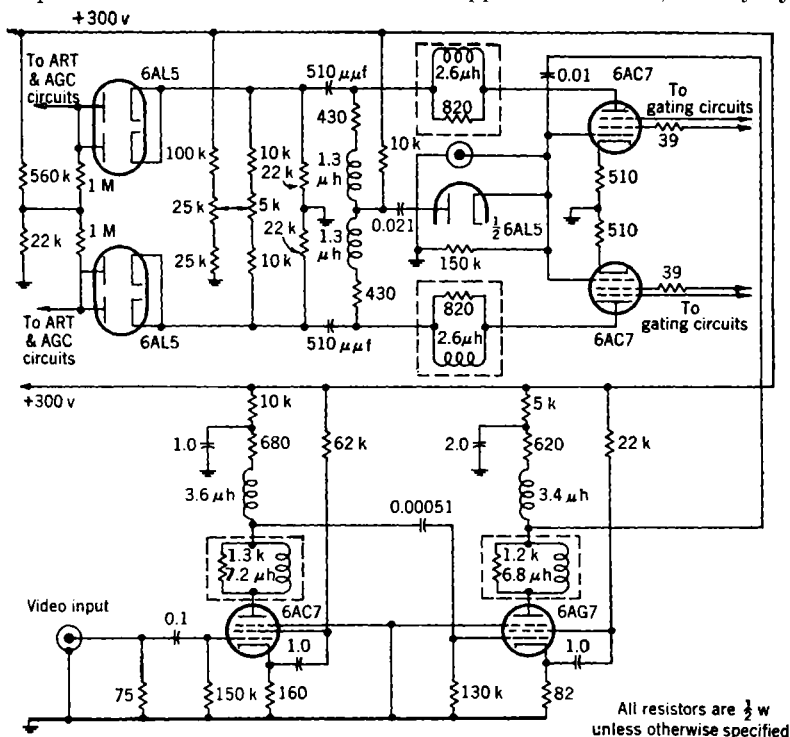 +300 v
To ART
& AGC
circuits
6AL5
510 μμf
2.6 μh
820
0.01
6AC7
To
gating circuits
39
430
10 k
560 k
1 M
100 k
10 k
22 k
1.3
μh
510
25 k
5 k
0.021
½ 6AL5
22 k
1 M
22 k
1.3
μh
150 k
510
25 k
10 k
430
39
820
To
gating circuits
To ART
& AGC
circuits
6AL5
510 μμf
2.6 μh
6AC7
+300 v
10 k
5 k
1.0
680
62 k
2.0
620
22 k
3.6 μh
0.00051
3.4 μh
1.3 k
7.2 μh
1.2 k
6.8 μh
Video input
0.1
6AC7
6AG7
1.0
1.0
75
150 k
160
130 k
82
All resistors are ½ w
unless otherwise specified